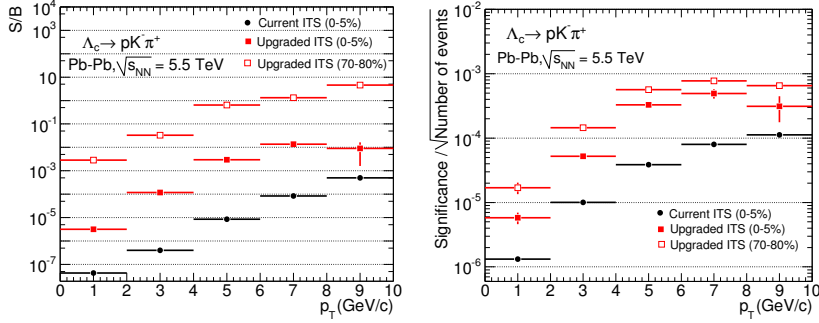 S/B
10³
10
10⁻¹
10⁻³
10⁻⁵
10⁻⁷
Λc→ pK⁻π⁺
Pb-Pb,√sNN = 5.5 TeV
Current ITS (0-5%)
Upgraded ITS (0-5%)
Upgraded ITS (70-80%)
0 1 2 3 4 5 6 7 8 9 10
pT(GeV/c)
Significance /√Number of events
10⁻²
10⁻³
10⁻⁴
10⁻⁵
10⁻⁶
Λc→ pK⁻π⁺
Pb-Pb,√sNN = 5.5 TeV
Current ITS (0-5%)
Upgraded ITS (0-5%)
Upgraded ITS (70-80%)
0 1 2 3 4 5 6 7 8 9 10
pT(GeV/c)